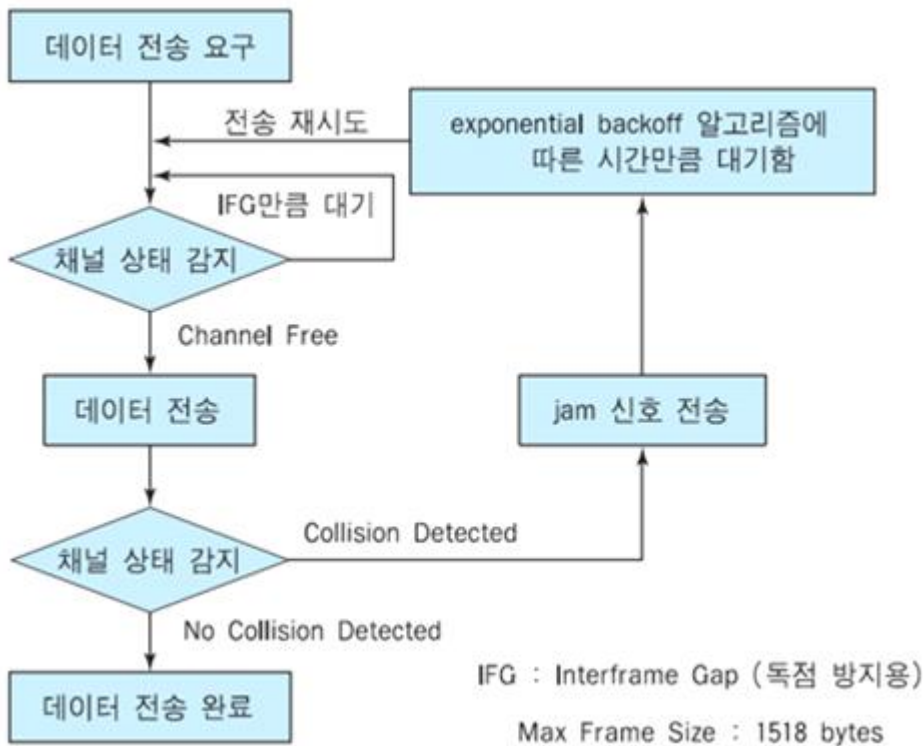 데이터 전송 요구
전송 재시도
exponential backoff 알고리즘에
따른 시간만큼 대기함
IFG만큼 대기
채널 상태 감지
Channel Free
데이터 전송
jam 신호 전송
채널 상태 감지
Collision Detected
No Collision Detected
데이터 전송 완료
IFG : Interframe Gap (독점 방지용)
Max Frame Size : 1518 bytes